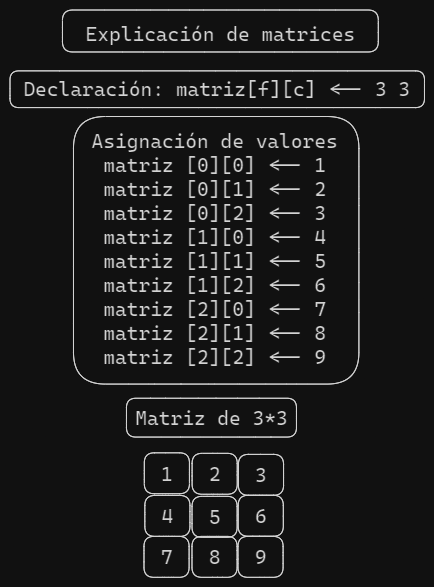 Explicación de matrices
Declaración: matriz[f][c] ⟵ 3 3
Asignación de valores
matriz [0][0] ⟵ 1
matriz [0][1] ⟵ 2
matriz [0][2] ⟵ 3
matriz [1][0] ⟵ 4
matriz [1][1] ⟵ 5
matriz [1][2] ⟵ 6
matriz [2][0] ⟵ 7
matriz [2][1] ⟵ 8
matriz [2][2] ⟵ 9
Matriz de 3*3
1 2 3
4 5 6
7 8 9